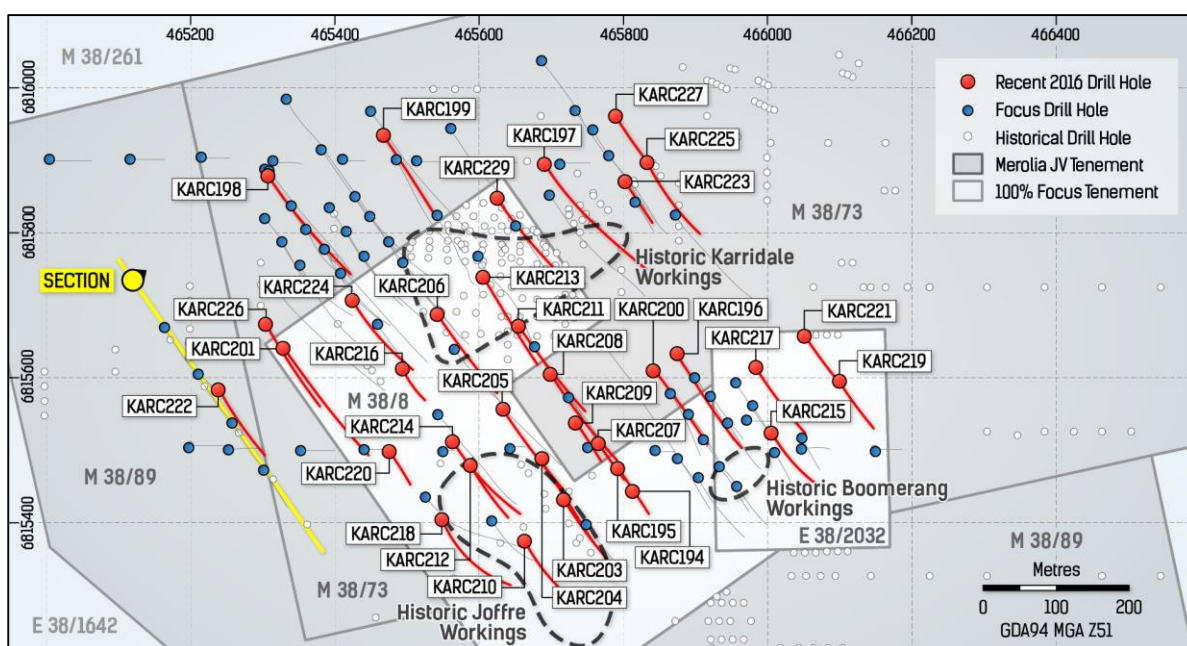 465200
465400
465600
465800
466000
466200
466400
6816000
6815800
6815600
6815400
M 38/261
KARC199
KARC227
KARC197
KARC225
KARC229
KARC223
KARC198
Recent 2016 Drill Hole
Focus Drill Hole
Historical Drill Hole
Merolia JV Tenement
100% Focus Tenement
M 38/73
Historic Karridale
Workings
SECTION
KARC213
KARC206
KARC224
KARC211
KARC200
KARC196
KARC221
KARC226
KARC208
KARC217
KARC201
KARC216
KARC205
KARC209
KARC219
KARC222
M 38/8
KARC207
KARC215
KARC214
KARC220
M 38/89
Historic Boomerang
Workings
E 38/2032
KARC218
KARC195
KARC212
KARC194
KARC203
KARC210
KARC204
M 38/73
Historic Joffre
Workings
E 38/1642
M 38/89
Metres
0
100
200
GDA94 MGA Z51